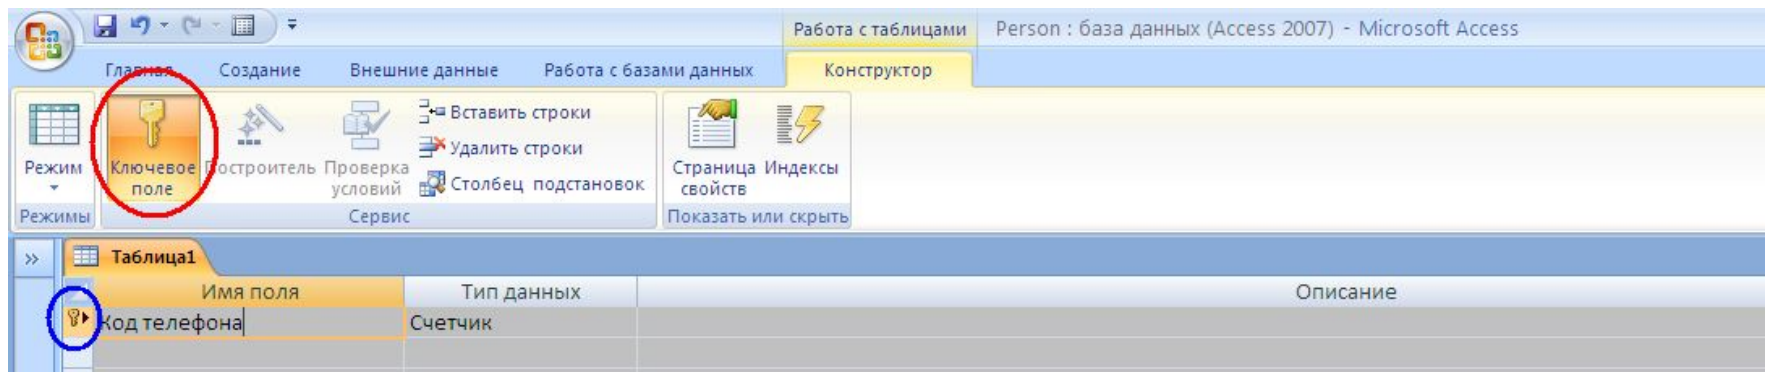 Работа с таблицами Person : база данных (Access 2007) - Microsoft Access
Главная Создание Внешние данные Работа с базами данных Конструктор
Режим
Ключевое поле
Построитель
Проверка условий
Вставить строки
Удалить строки
Столбец подстановок
Страница свойств
Индексы
Режимы Сервис Показать или скрыть
Таблица1
Имя поля Тип данных Описание
Код телефона Счетчик